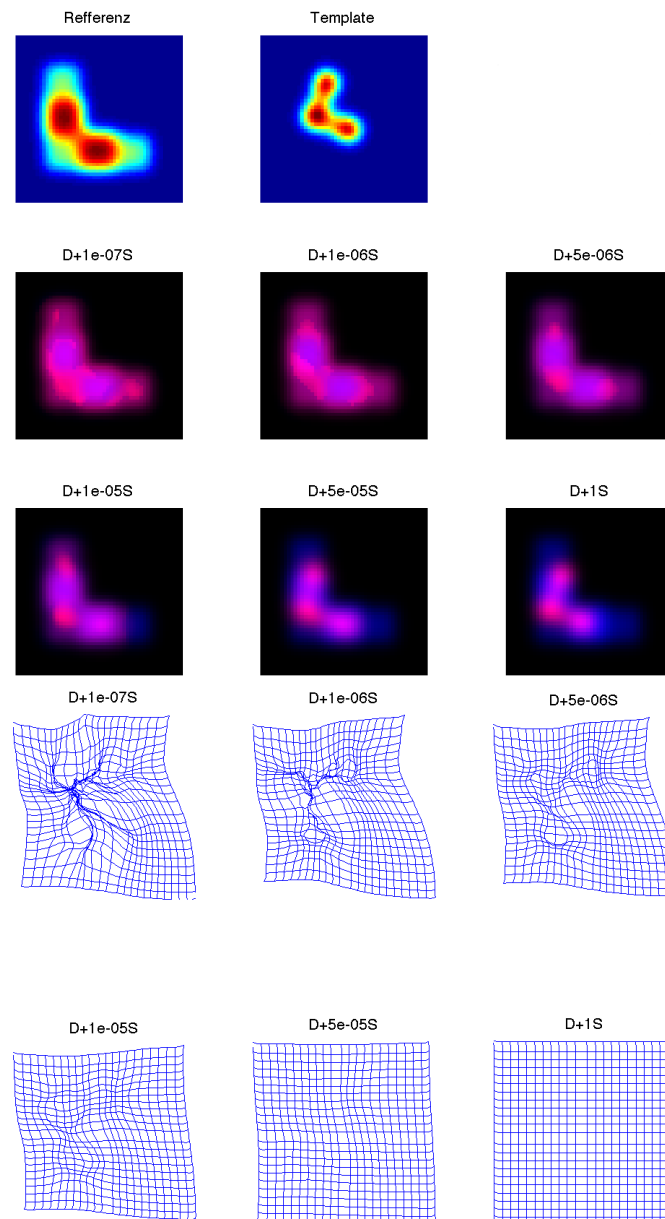 Refferenz
Template
D+1e-07S
D+1e-06S
D+5e-06S
D+1e-05S
D+5e-05S
D+1S
D+1e-07S
D+1e-06S
D+5e-06S
D+1e-05S
D+5e-05S
D+1S